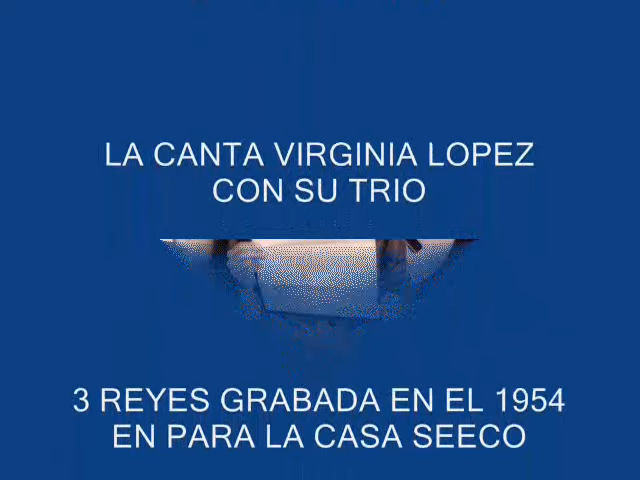 LA CANTA VIRGINIA LOPEZ
CON SU TRIO
3 REYES GRABADA EN EL 1954
EN PARA LA CASA SEECO